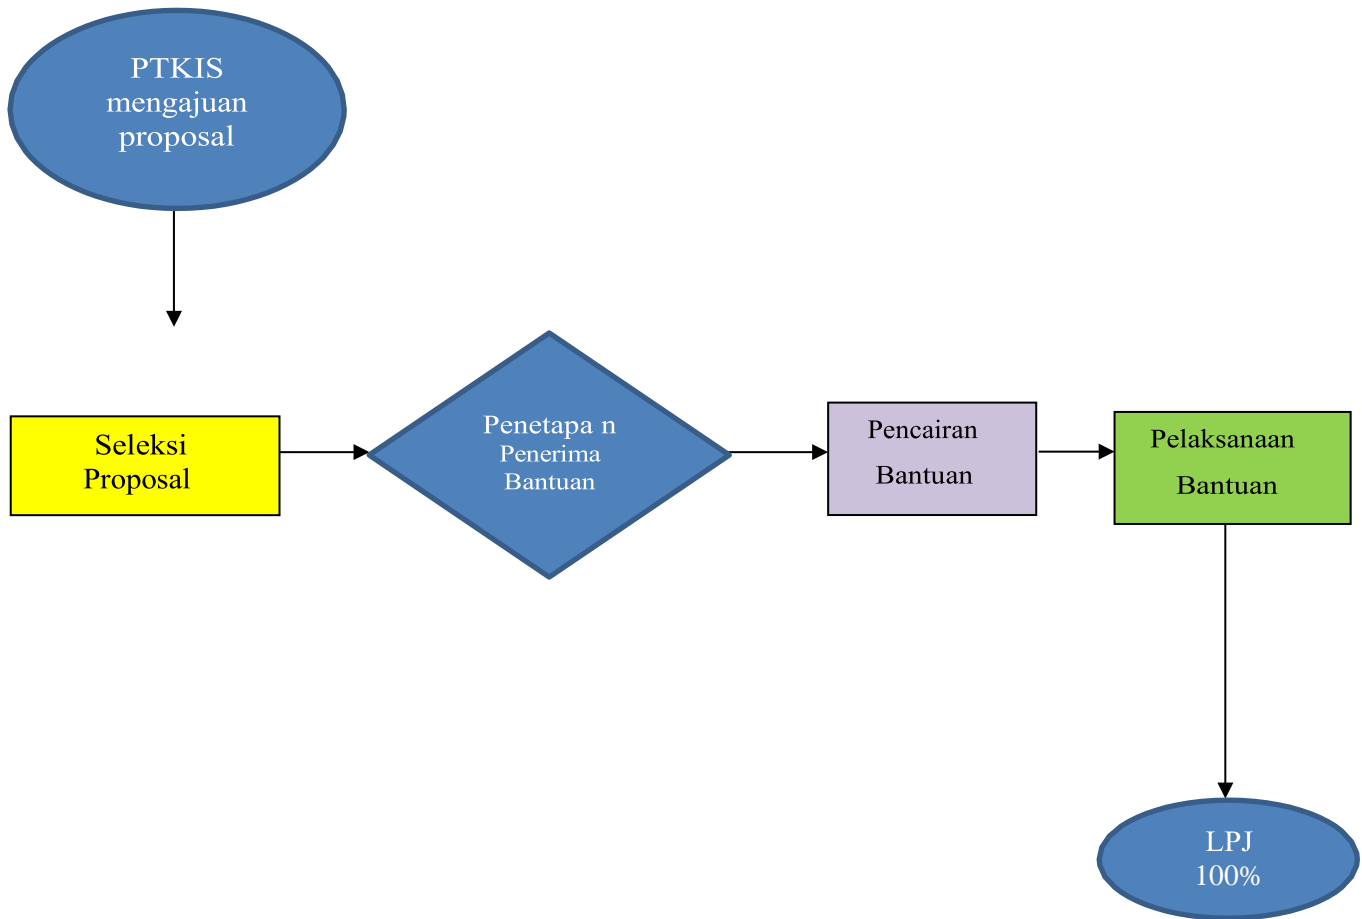 PTKIS
mengajuan
proposal
Seleksi
Proposal
Penetapa n
Penerima
Bantuan
Pencairan
Bantuan
Pelaksanaan
Bantuan
LPJ
100%